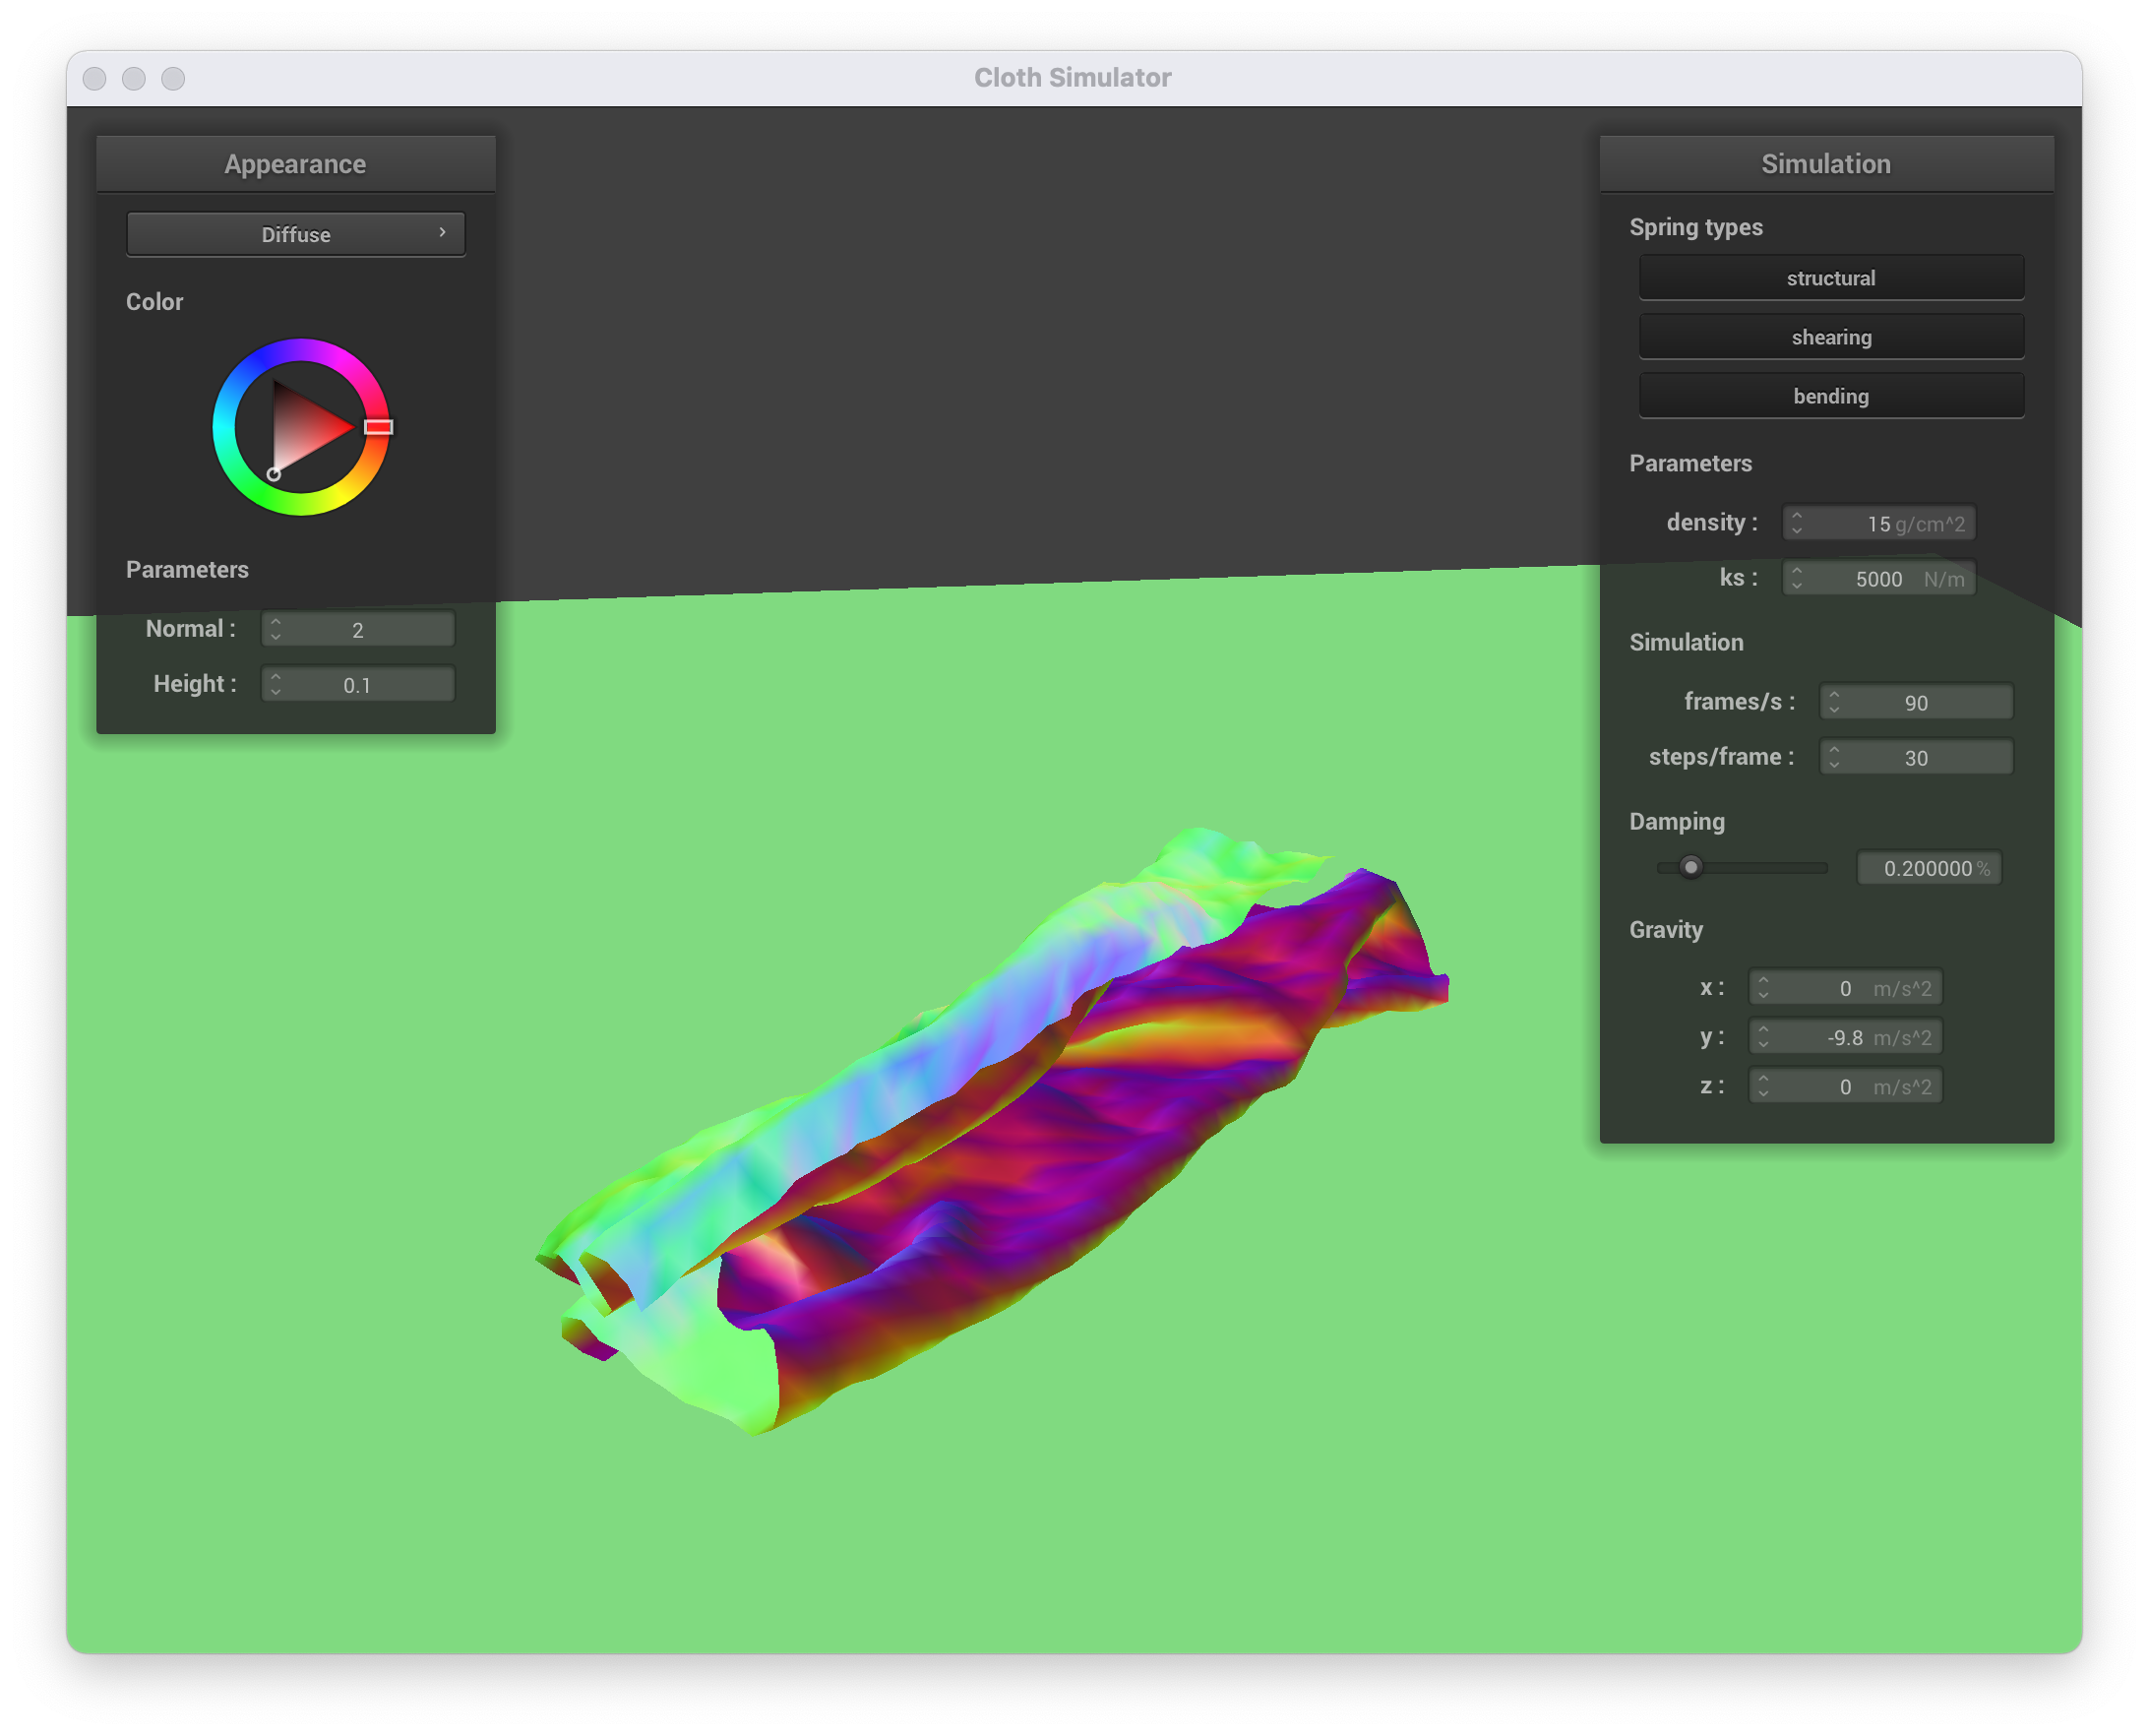 Cloth Simulator
Appearance
Diffuse
Color
Parameters
Normal : 2
Height : 0.1
Simulation
Spring types
structural
shearing
bending
Parameters
density : 15 g/cm^2
ks : 5000 N/m
Simulation
frames/s : 90
steps/frame : 30
Damping
0.200000 %
Gravity
x : 0 m/s^2
y : -9.8 m/s^2
z : 0 m/s^2